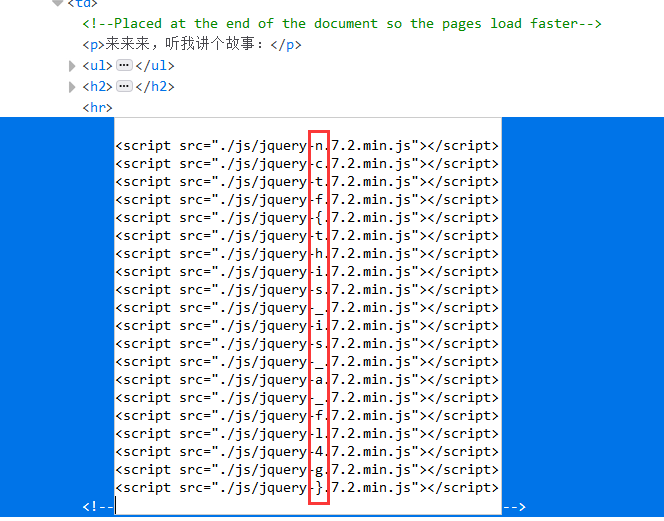 <td>
<!--Placed at the end of the document so the pages load faster-->
<p>来来来，听我讲个故事：</p>
<ul>…</ul>
<h2>…</h2>
<hr>
<script src="./js/jquery-n.7.2.min.js"></script>
<script src="./js/jquery-c.7.2.min.js"></script>
<script src="./js/jquery-t.7.2.min.js"></script>
<script src="./js/jquery-f.7.2.min.js"></script>
<script src="./js/jquery-{.7.2.min.js"></script>
<script src="./js/jquery-t.7.2.min.js"></script>
<script src="./js/jquery-h.7.2.min.js"></script>
<script src="./js/jquery-i.7.2.min.js"></script>
<script src="./js/jquery-s.7.2.min.js"></script>
<script src="./js/jquery-_.7.2.min.js"></script>
<script src="./js/jquery-i.7.2.min.js"></script>
<script src="./js/jquery-s.7.2.min.js"></script>
<script src="./js/jquery-_.7.2.min.js"></script>
<script src="./js/jquery-a.7.2.min.js"></script>
<script src="./js/jquery-_.7.2.min.js"></script>
<script src="./js/jquery-f.7.2.min.js"></script>
<script src="./js/jquery-l.7.2.min.js"></script>
<script src="./js/jquery-4.7.2.min.js"></script>
<script src="./js/jquery-g.7.2.min.js"></script>
<script src="./js/jquery-}.7.2.min.js"></script>
<!-- -->